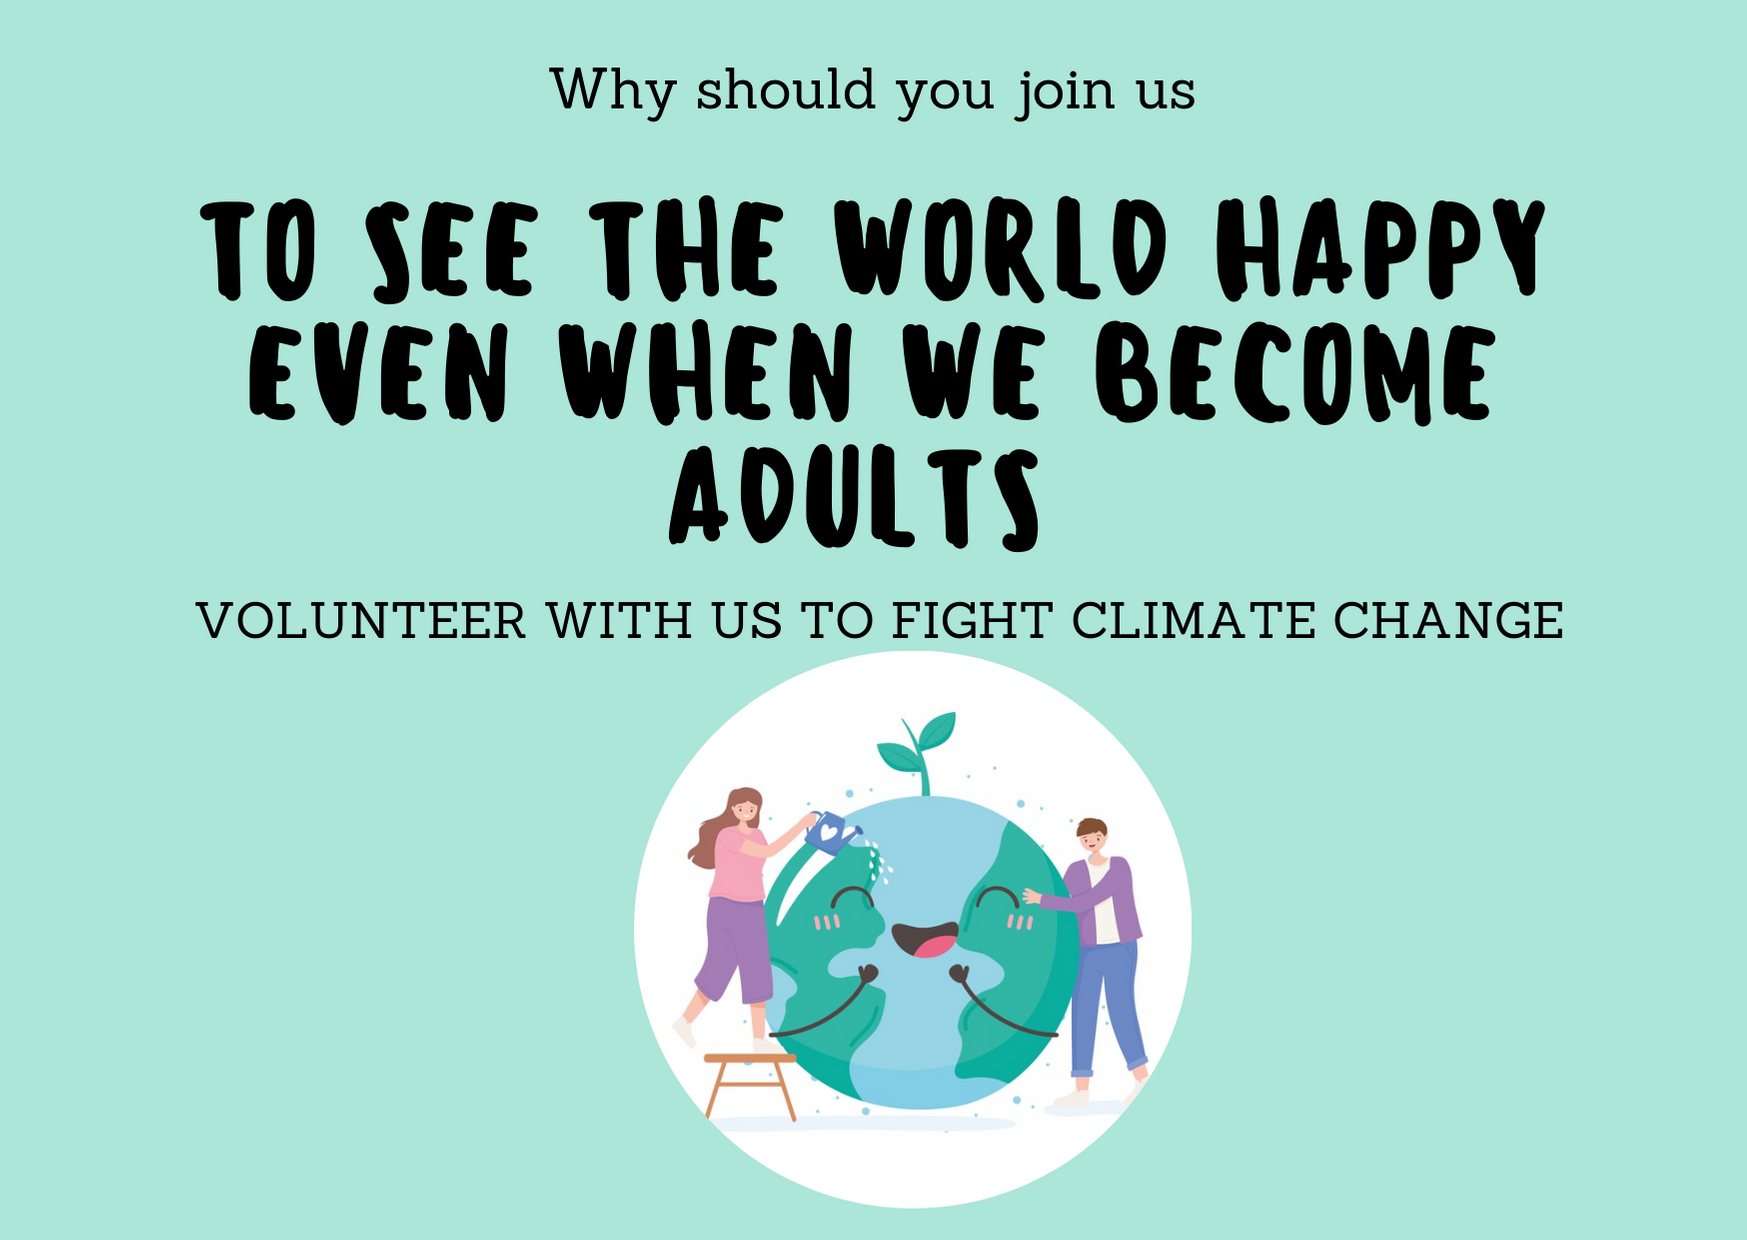 Why should you join us
TO SEE THE WORLD HAPPY
EVEN WHEN WE BECOME
ADULTS
VOLUNTEER WITH US TO FIGHT CLIMATE CHANGE